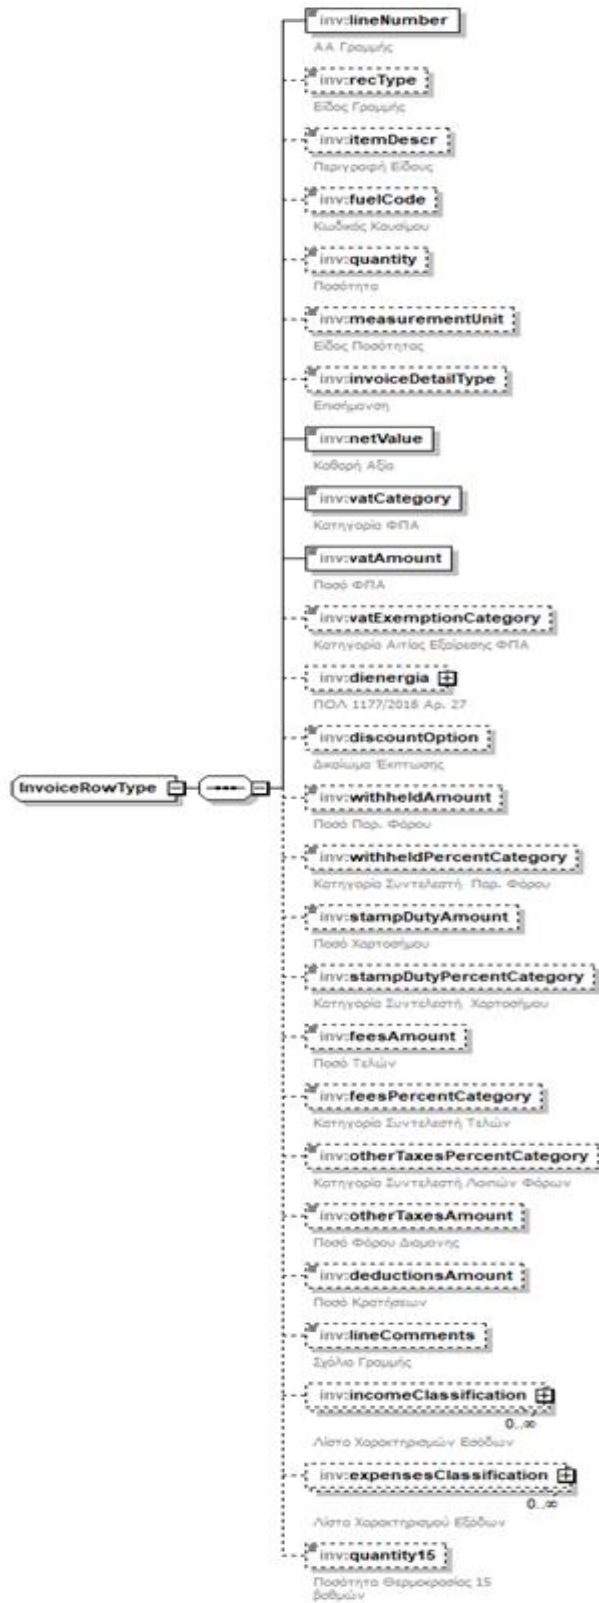 inv:lineNumber
ΑΑ Γραμμής
inv:recType
Είδος Γραμμής
inv:itemDescr
Περιγραφή Είδους
inv:fuelCode
Κωδικός Καυσίμου
inv:quantity
Ποσότητα
inv:measurementUnit
Είδος Ποσότητας
inv:invoiceDetailType
Επισήμανση
inv:netValue
Καθαρή Αξία
inv:vatCategory
Κατηγορία ΦΠΑ
inv:vatAmount
Ποσό ΦΠΑ
inv:vatExemptionCategory
Κατηγορία Αιτίας Εξαίρεσης ΦΠΑ
inv:dienergia
ΠΟΛ 1177/2018 Αρ. 27
inv:discountOption
Δικαίωμα Έκπτωσης
InvoiceRowType
inv:withheldAmount
Ποσό Παρ. Φόρου
inv:withheldPercentCategory
Κατηγορία Συντελεστή Παρ. Φόρου
inv:stampDutyAmount
Ποσό Χαρτοσήμου
inv:stampDutyPercentCategory
Κατηγορία Συντελεστή Χαρτοσήμου
inv:feesAmount
Ποσό Τελών
inv:feesPercentCategory
Κατηγορία Συντελεστή Τελών
inv:otherTaxesPercentCategory
Κατηγορία Συντελεστή Λοιπών Φόρων
inv:otherTaxesAmount
Ποσό Φόρου Διαμονης
inv:deductionsAmount
Ποσό Κρατήσεων
inv:lineComments
Σχόλια Γραμμής
inv:incomeClassification
0..∞
Λίστα Χαρακτηρισμών Εσόδων
inv:expensesClassification
0..∞
Λίστα Χαρακτηρισμού Εξόδων
inv:quantity15
Ποσότητα Θερμοκρασίας 15
βαθμών